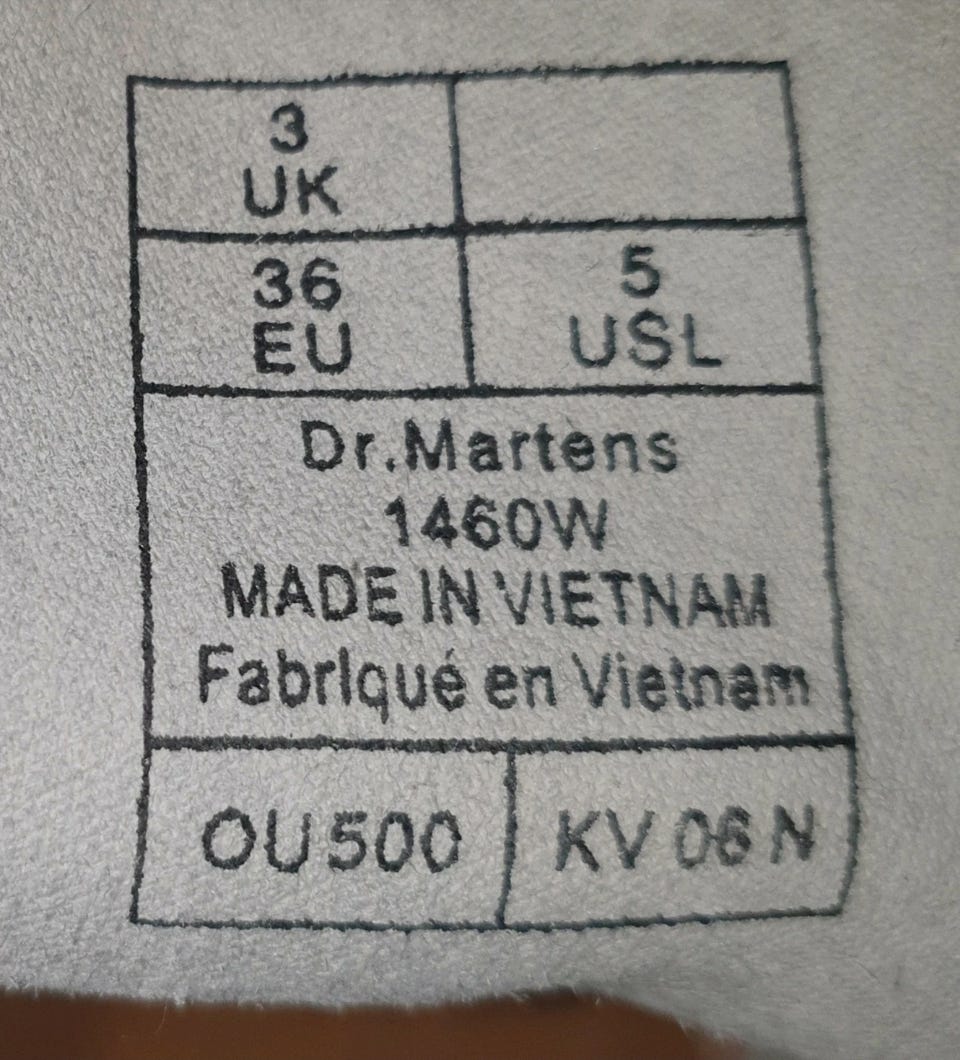 3
UK
36
EU
5
USL
Dr.Martens
1460W
MADE IN VIETNAM
Fabriqué en Vietnam
OU500
KV 06 N